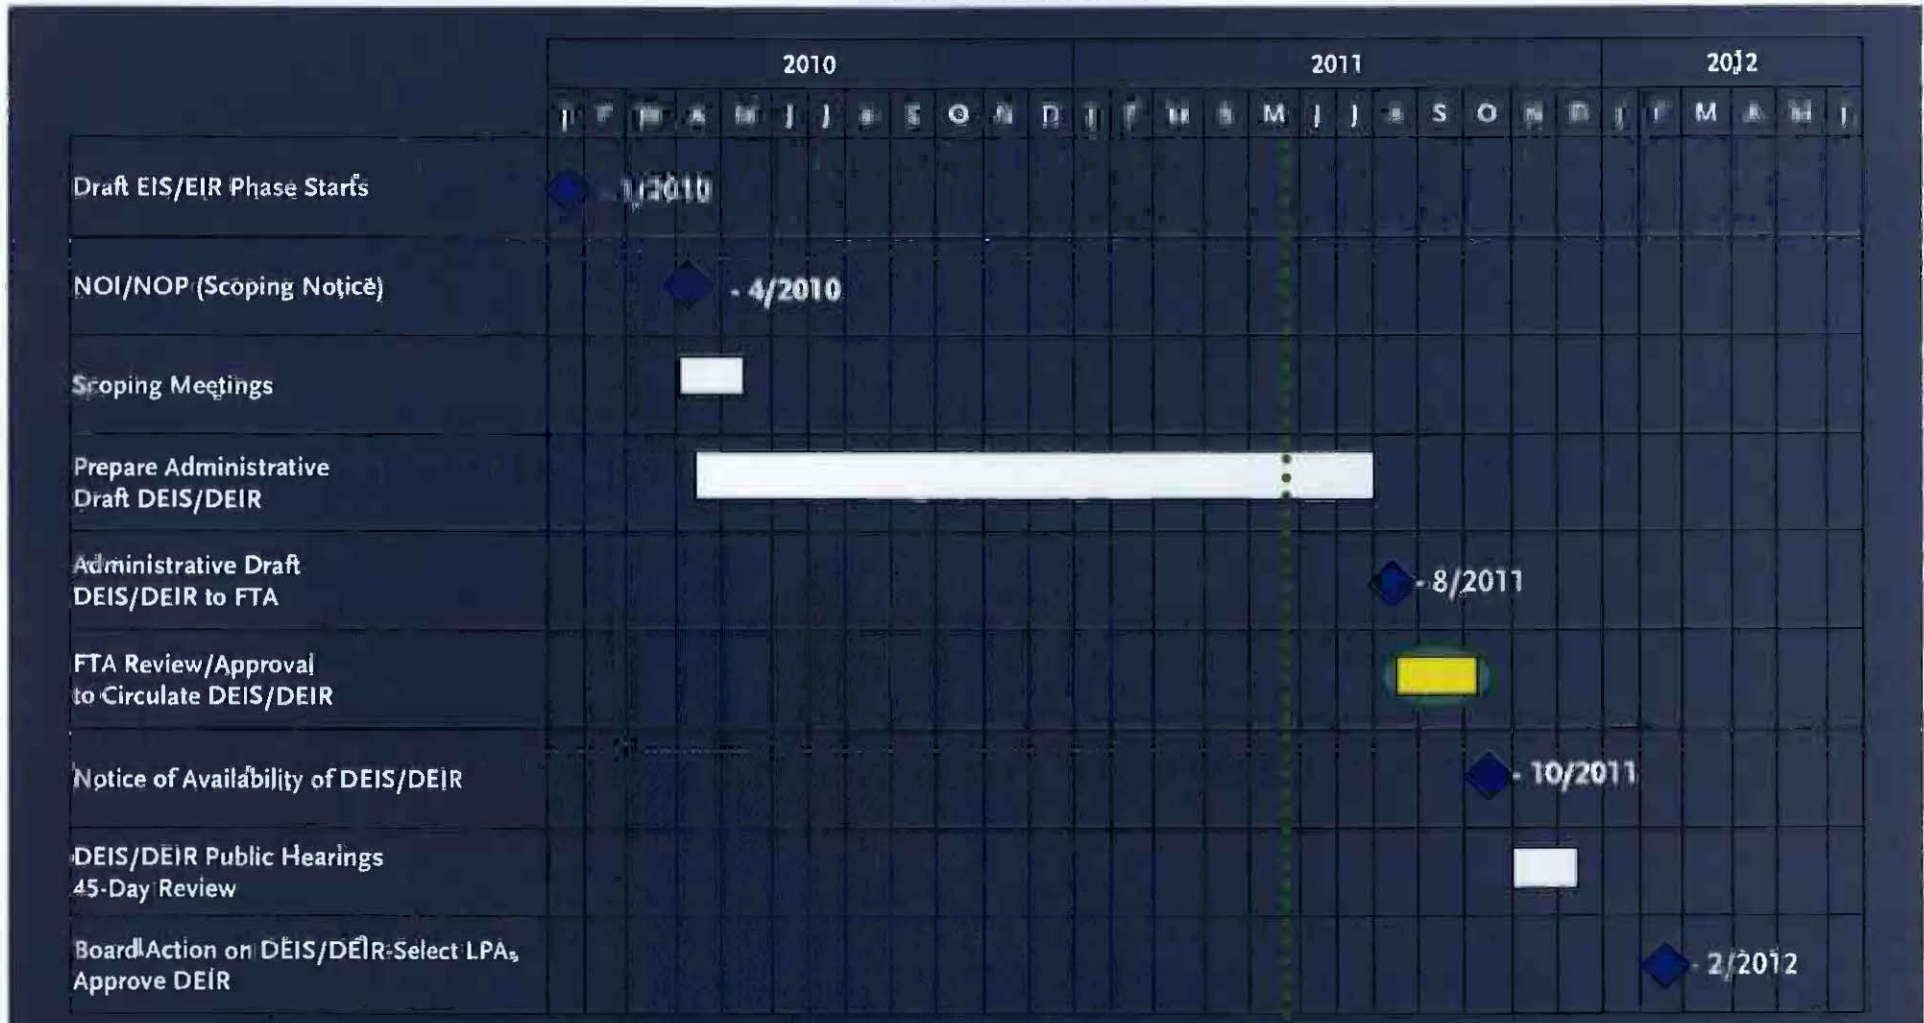 2010 2011 2012
J F M A M J J A S O N D J F M A M J J A S O N D J F M A M J
Draft EIS/EIR Phase Starts
- 1/2010
NOI/NOP (Scoping Notice)
- 4/2010
Scoping Meetings
Prepare Administrative
Draft DEIS/DEIR
Administrative Draft
DEIS/DEIR to FTA
- 8/2011
FTA Review/Approval
to Circulate DEIS/DEIR
Notice of Availability of DEIS/DEIR
- 10/2011
DEIS/DEIR Public Hearings
45-Day Review
Board Action on DEIS/DEIR-Select LPA,
Approve DEIR
- 2/2012